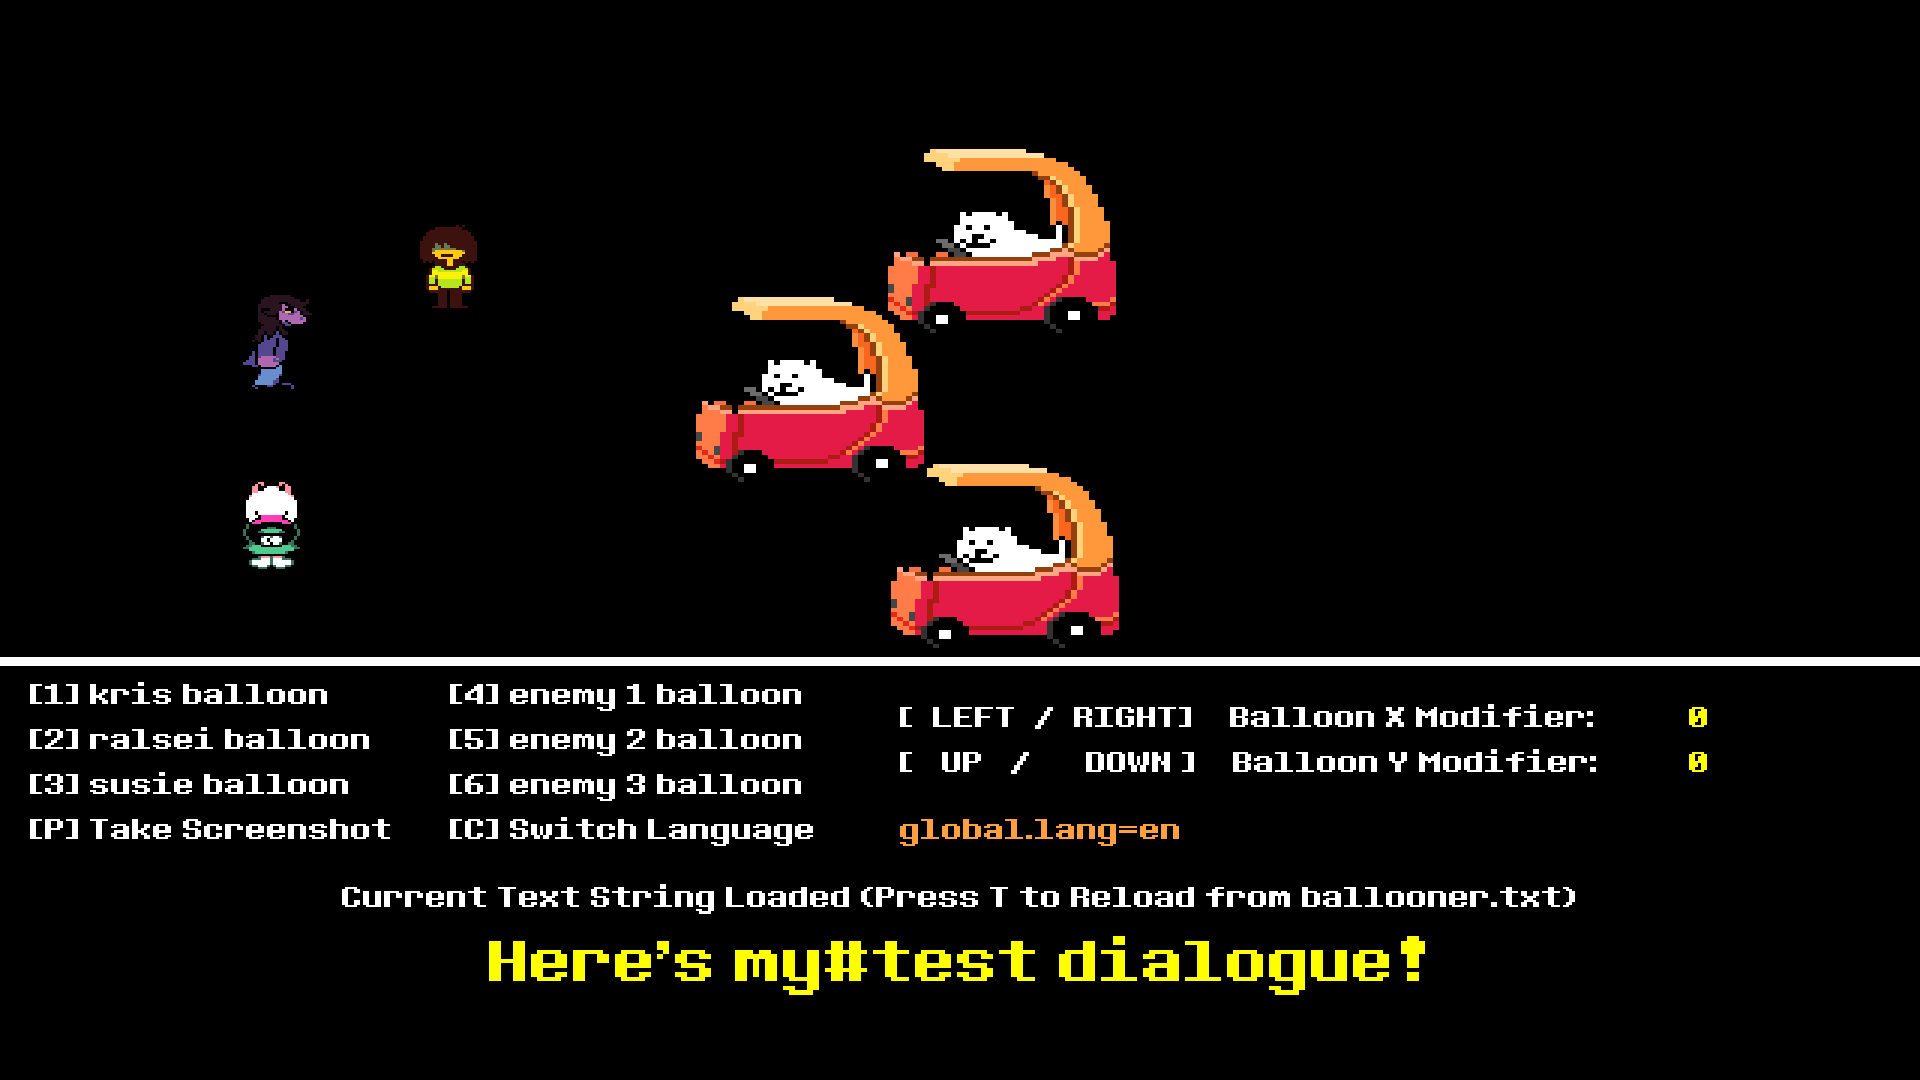 [1] kris balloon
[2] ralsei balloon
[3] susie balloon
[P] Take Screenshot
[4] enemy 1 balloon
[5] enemy 2 balloon
[6] enemy 3 balloon
[C] Switch Language
[ LEFT / RIGHT] Balloon X Modifier: 0
[ UP / DOWN ] Balloon Y Modifier: 0
global.lang=en
Current Text String Loaded (Press T to Reload from ballooner.txt)
Here's my#test dialogue!